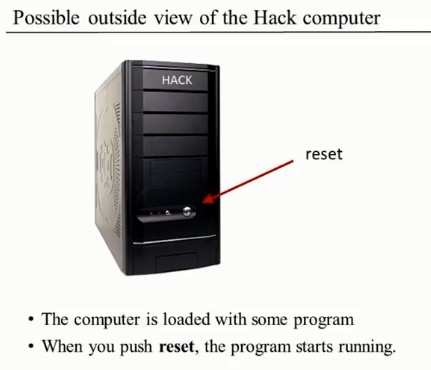 Possible outside view of the Hack computer
HACK
reset
• The computer is loaded with some program
• When you push reset, the program starts running.